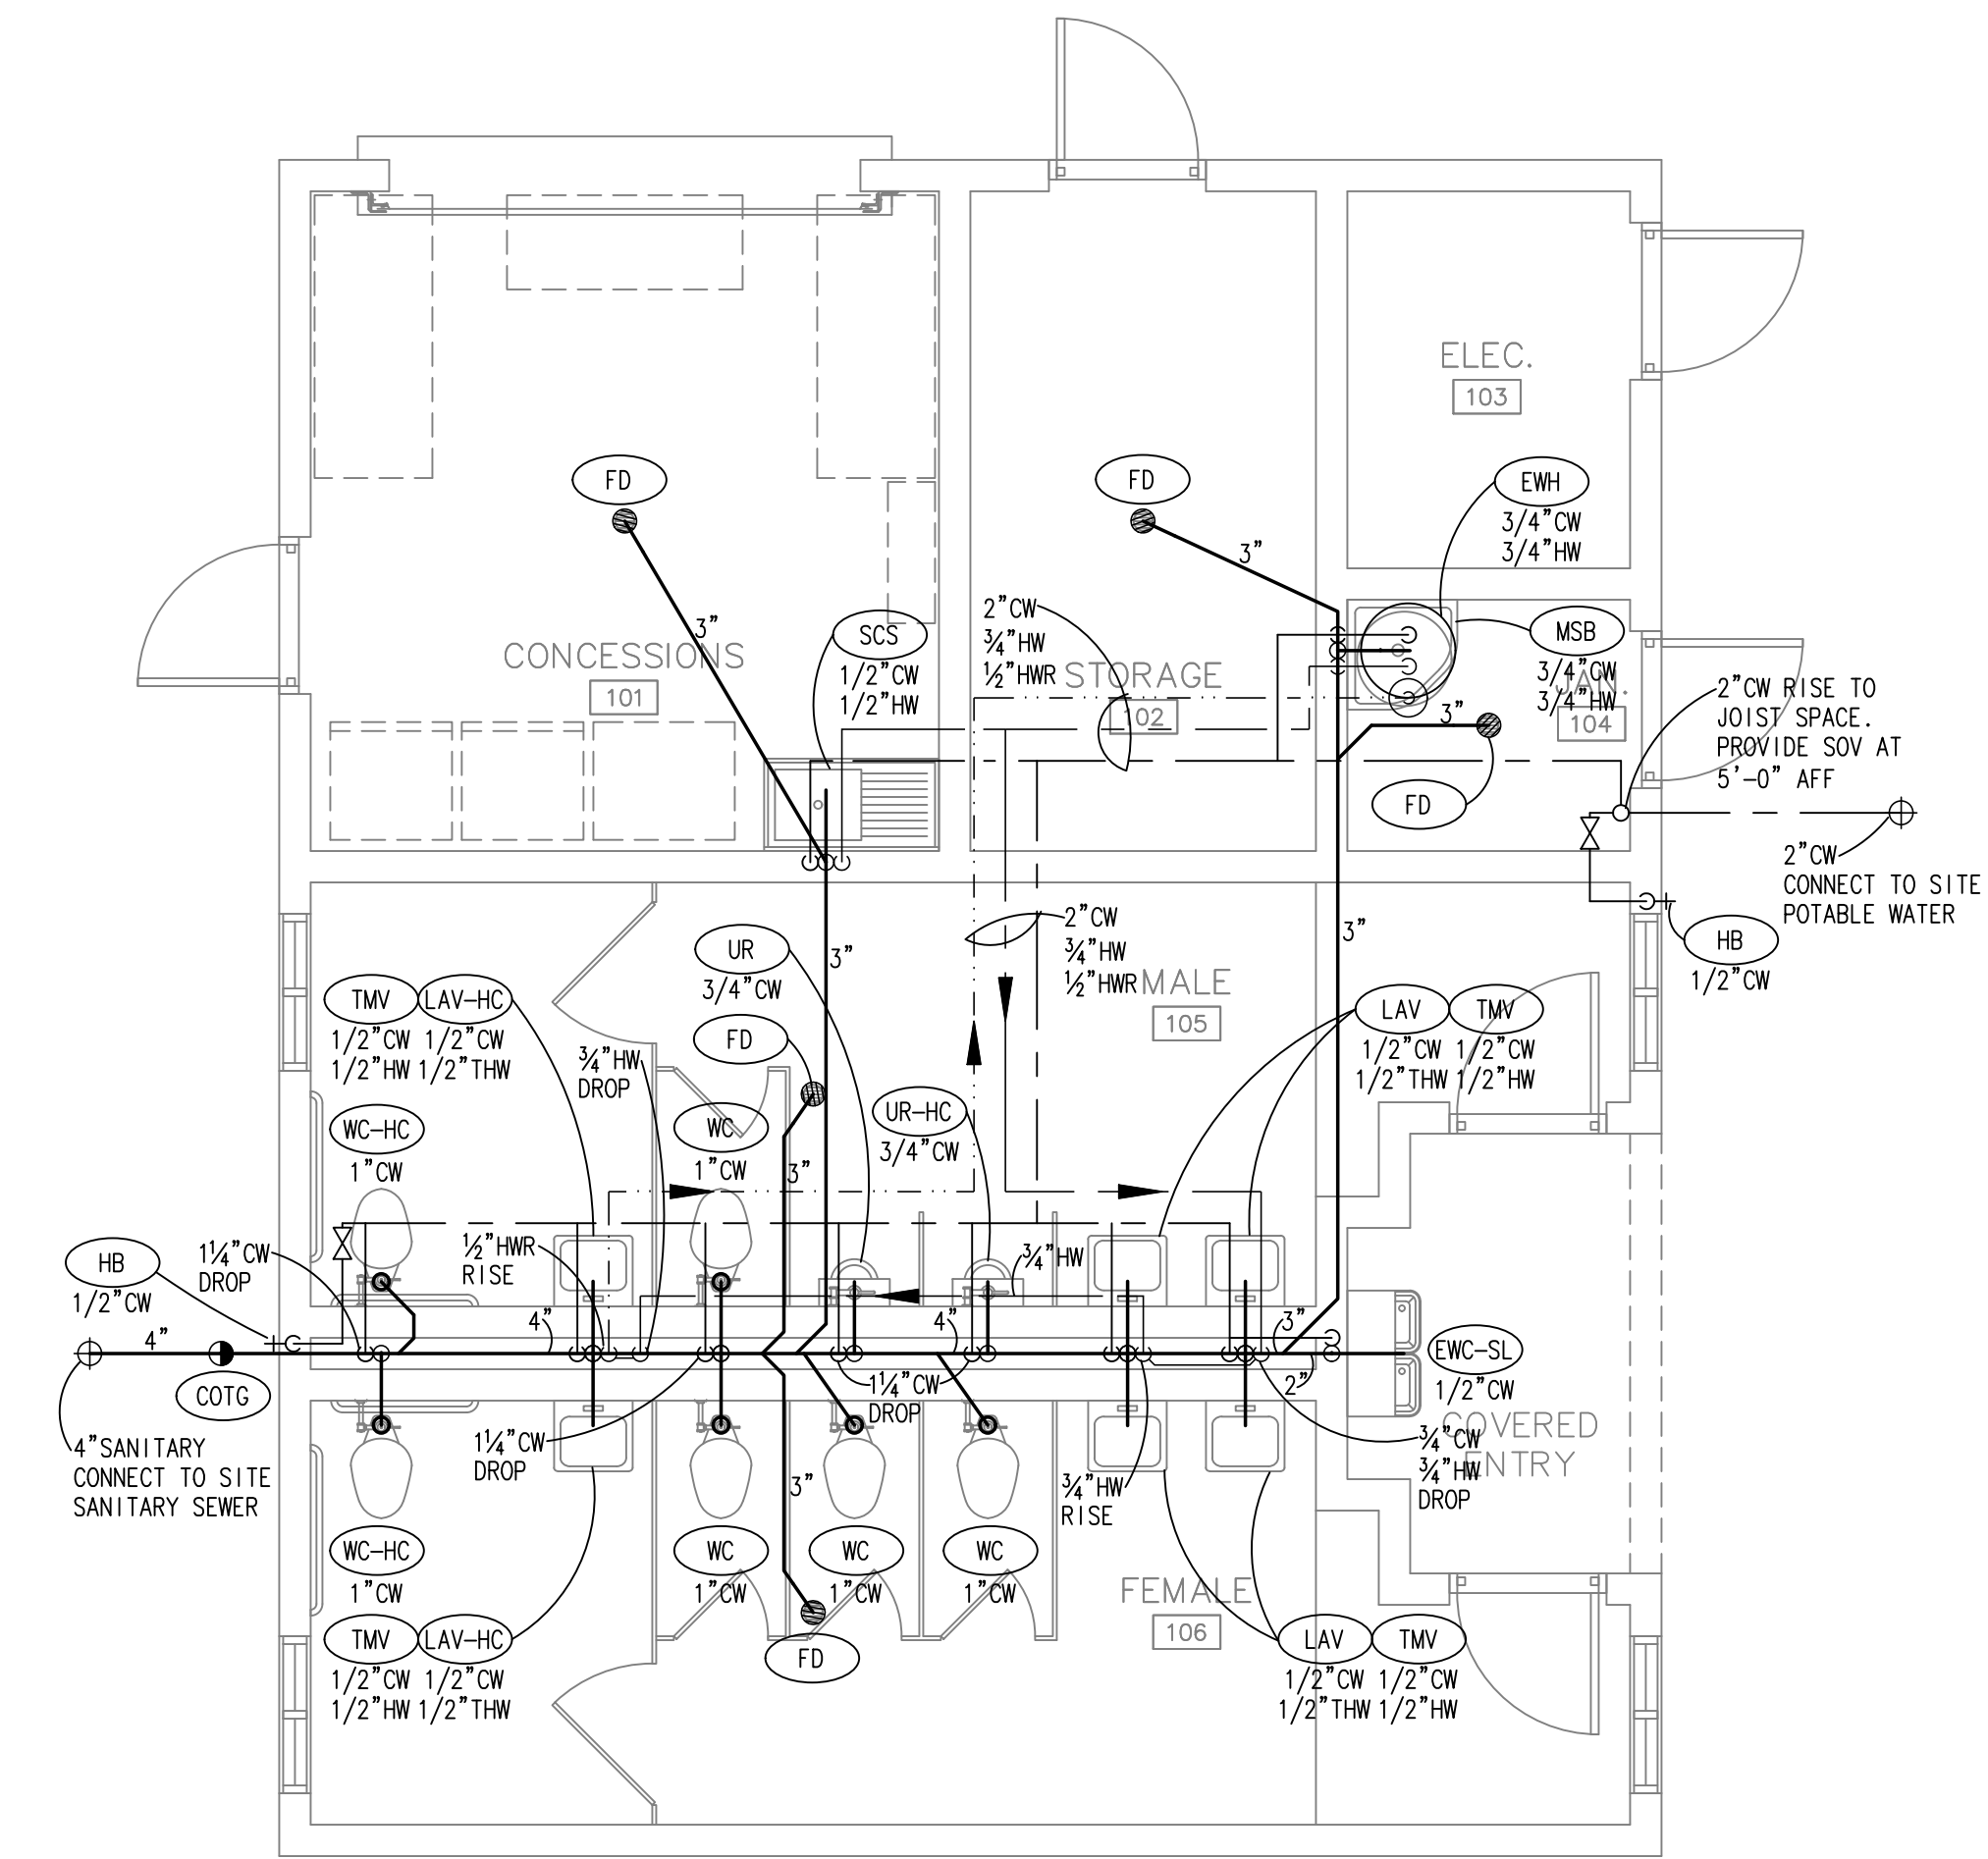 ELEC.
103
FD
FD
EWH
3/4"CW
3/4"HW
3"
3"
CONCESSIONS
101
SCS
1/2"CW
1/2"HW
2"CW
¾"HW
½"HWR
STORAGE
102
MSB
3/4"CW
3/4"HW
JAN.
104
3"
FD
2"CW RISE TO
JOIST SPACE.
PROVIDE SOV AT
5'-0" AFF
2"CW
CONNECT TO SITE
POTABLE WATER
HB
1/2"CW
UR
3/4"CW
FD
3"
2"CW
¾"HW
½"HWR
MALE
105
3"
TMV
1/2"CW
1/2"HW
LAV-HC
1/2"CW
1/2"THW
¾"HW
DROP
LAV
1/2"CW
1/2"THW
TMV
1/2"CW
1/2"HW
WC-HC
1"CW
WC
1"CW
3"
UR-HC
3/4"CW
HB
1/2"CW
1¼"CW
DROP
½"HWR
RISE
¾"HW
4"
4"
4"
3"
2"
COTG
4"SANITARY
CONNECT TO SITE
SANITARY SEWER
1¼"CW
DROP
1¼"CW
DROP
EWC-SL
1/2"CW
COVERED
ENTRY
¾"CW
¾"HW
DROP
¾"HW
RISE
3"
WC-HC
1"CW
WC
1"CW
WC
1"CW
WC
1"CW
FEMALE
106
TMV
1/2"CW
1/2"HW
LAV-HC
1/2"CW
1/2"THW
FD
LAV
1/2"CW
1/2"THW
TMV
1/2"CW
1/2"HW